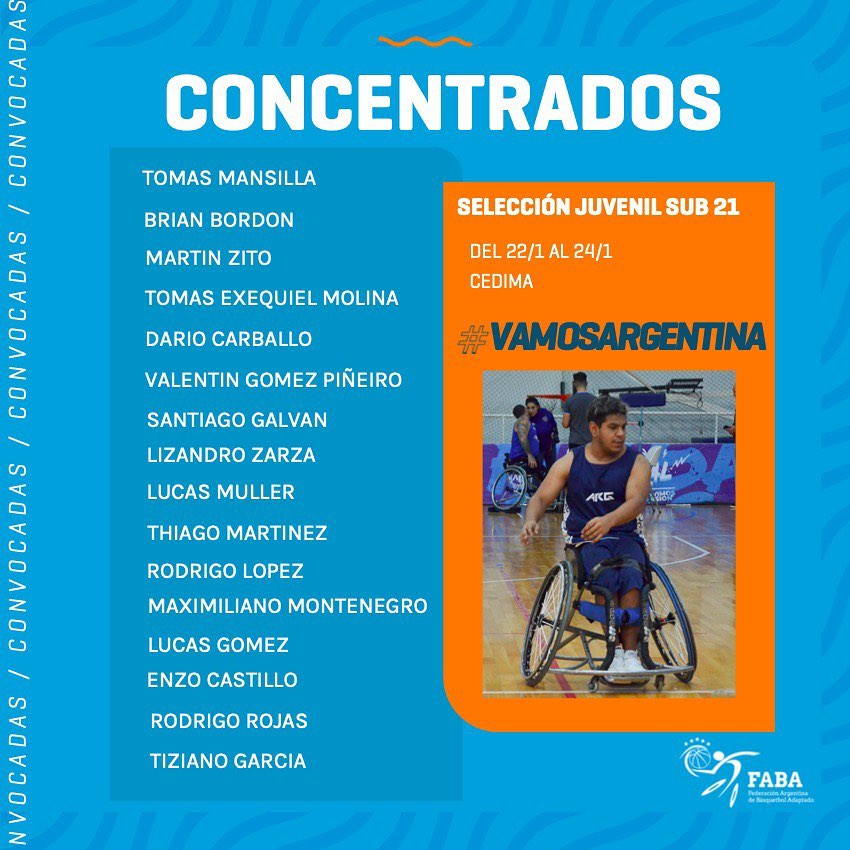 NVOCADAS / CONVOCADAS / CONVOCADAS / CONVOCADAS / CONVOCADAS
CONCENTRADOS
TOMAS MANSILLA
BRIAN BORDON
MARTIN ZITO
TOMAS EXEQUIEL MOLINA
DARIO CARBALLO
VALENTIN GOMEZ PIÑEIRO
SANTIAGO GALVAN
LIZANDRO ZARZA
LUCAS MULLER
THIAGO MARTINEZ
RODRIGO LOPEZ
MAXIMILIANO MONTENEGRO
LUCAS GOMEZ
ENZO CASTILLO
RODRIGO ROJAS
TIZIANO GARCIA
SELECCIÓN JUVENIL SUB 21
DEL 22/1 AL 24/1
CEDIMA
#VAMOSARGENTINA
ARG
FABA
Federación Argentina
de Básquetbol Adaptado